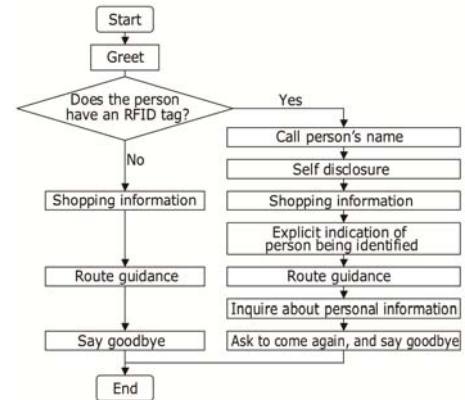 Start
Greet
Does the person
have an RFID tag?
Yes
No
Call person's name
Self disclosure
Shopping information
Shopping information
Explicit indication of
person being identified
Route guidance
Route guidance
Inquire about personal information
Say goodbye
Ask to come again, and say goodbye
End